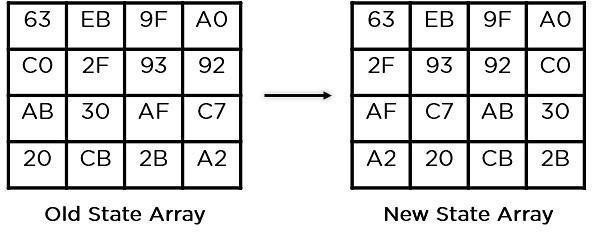 63 EB 9F A0 63 EB 9F A0
C0 2F 93 92 2F 93 92 C0
AB 30 AF C7 AF C7 AB 30
20 CB 2B A2 A2 20 CB 2B
Old State Array New State Array